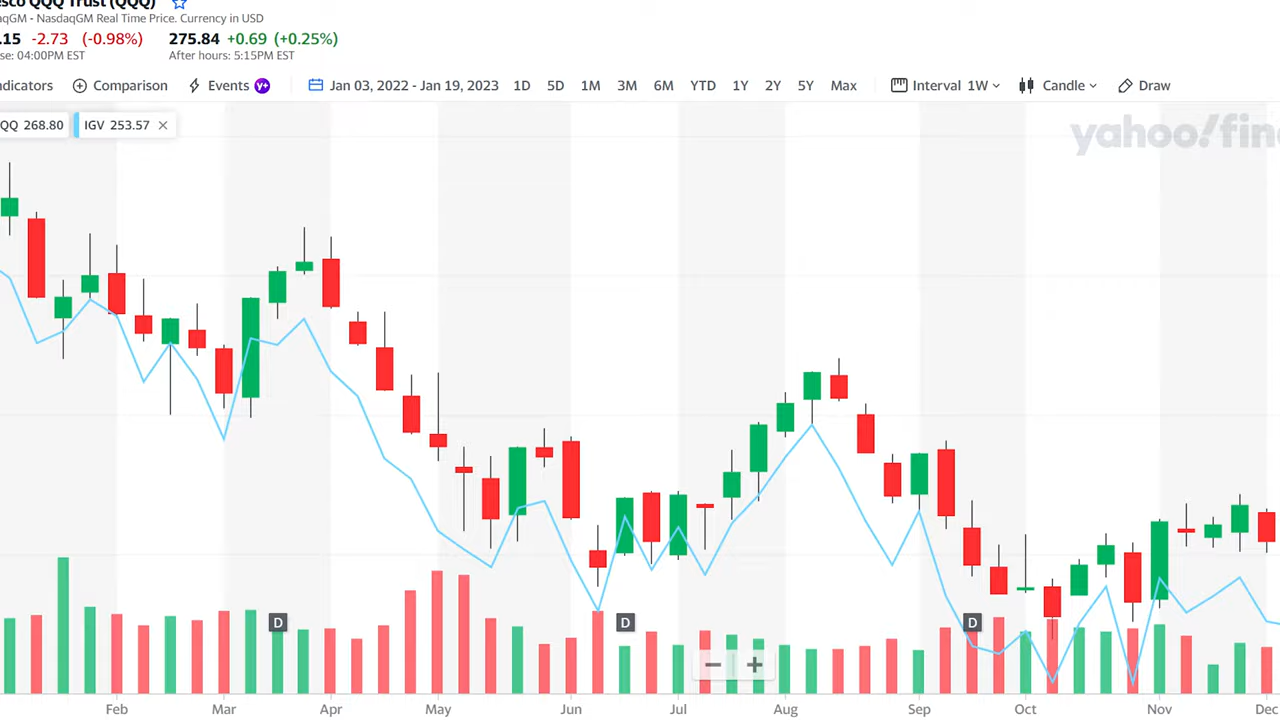 esco QQQ Trust (QQQ)
aqGM - NasdaqGM Real Time Price. Currency in USD
.15 -2.73 (-0.98%) 275.84 +0.69 (+0.25%)
se: 04:00PM EST After hours: 5:15PM EST
ndicators Comparison Events Y+ Jan 03, 2022 - Jan 19, 2023 1D 5D 1M 3M 6M YTD 1Y 2Y 5Y Max Interval 1W Candle Draw
QQ 268.80 IGV 253.57 ×
yahoo!fin
D D D
− +
Feb Mar Apr May Jun Jul Aug Sep Oct Nov Dec